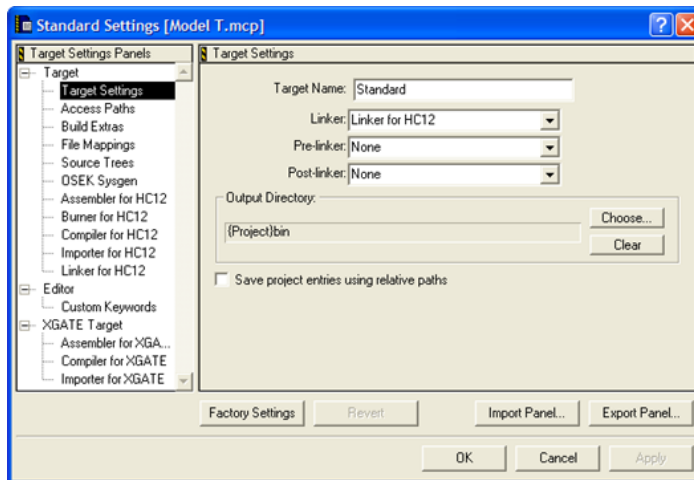 Standard Settings [Model T.mcp]
Target Settings Panels
Target
Target Settings
Access Paths
Build Extras
File Mappings
Source Trees
OSEK Sysgen
Assembler for HC12
Burner for HC12
Compiler for HC12
Importer for HC12
Linker for HC12
Editor
Custom Keywords
XGATE Target
Assembler for XGA...
Compiler for XGATE
Importer for XGATE
Target Settings
Target Name: Standard
Linker: Linker for HC12
Pre-linker: None
Post-linker: None
Output Directory:
{Project}bin
Choose...
Clear
Save project entries using relative paths
Factory Settings Revert Import Panel... Export Panel...
OK Cancel Apply